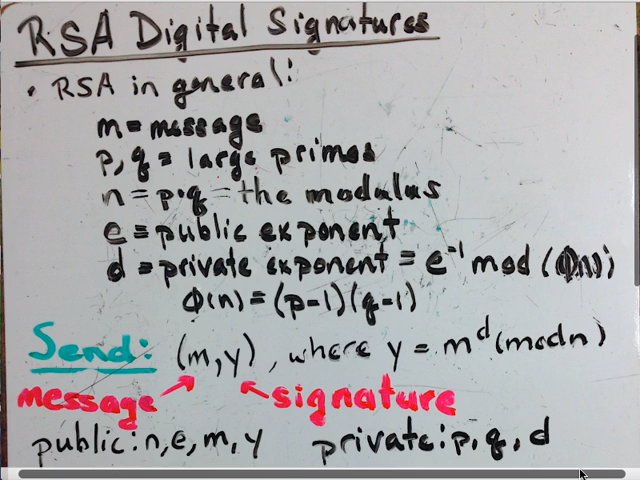 RSA Digital Signatures
• RSA in general:
m = message
p, q = large primes
n = p·q = the modulus
e = public exponent
d = private exponent = e⁻¹ mod (Φ(n))
Φ(n) = (p-1)(q-1)
Send: (m, y), where y = mᵈ(mod n)
message signature
public: n, e, m, y private: p, q, d